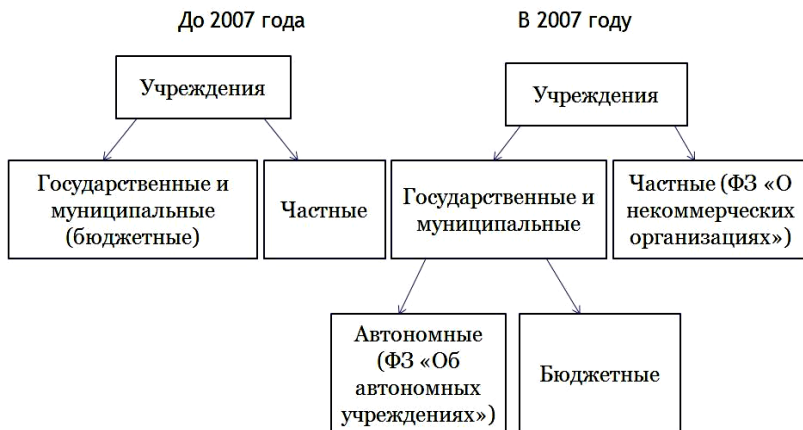 До 2007 года
В 2007 году
Учреждения
Учреждения
Государственные и
муниципальные
(бюджетные)
Частные
Государственные и
муниципальные
Частные (ФЗ «О
некоммерческих
организациях»)
Автономные
(ФЗ «Об
автономных
учреждениях»)
Бюджетные